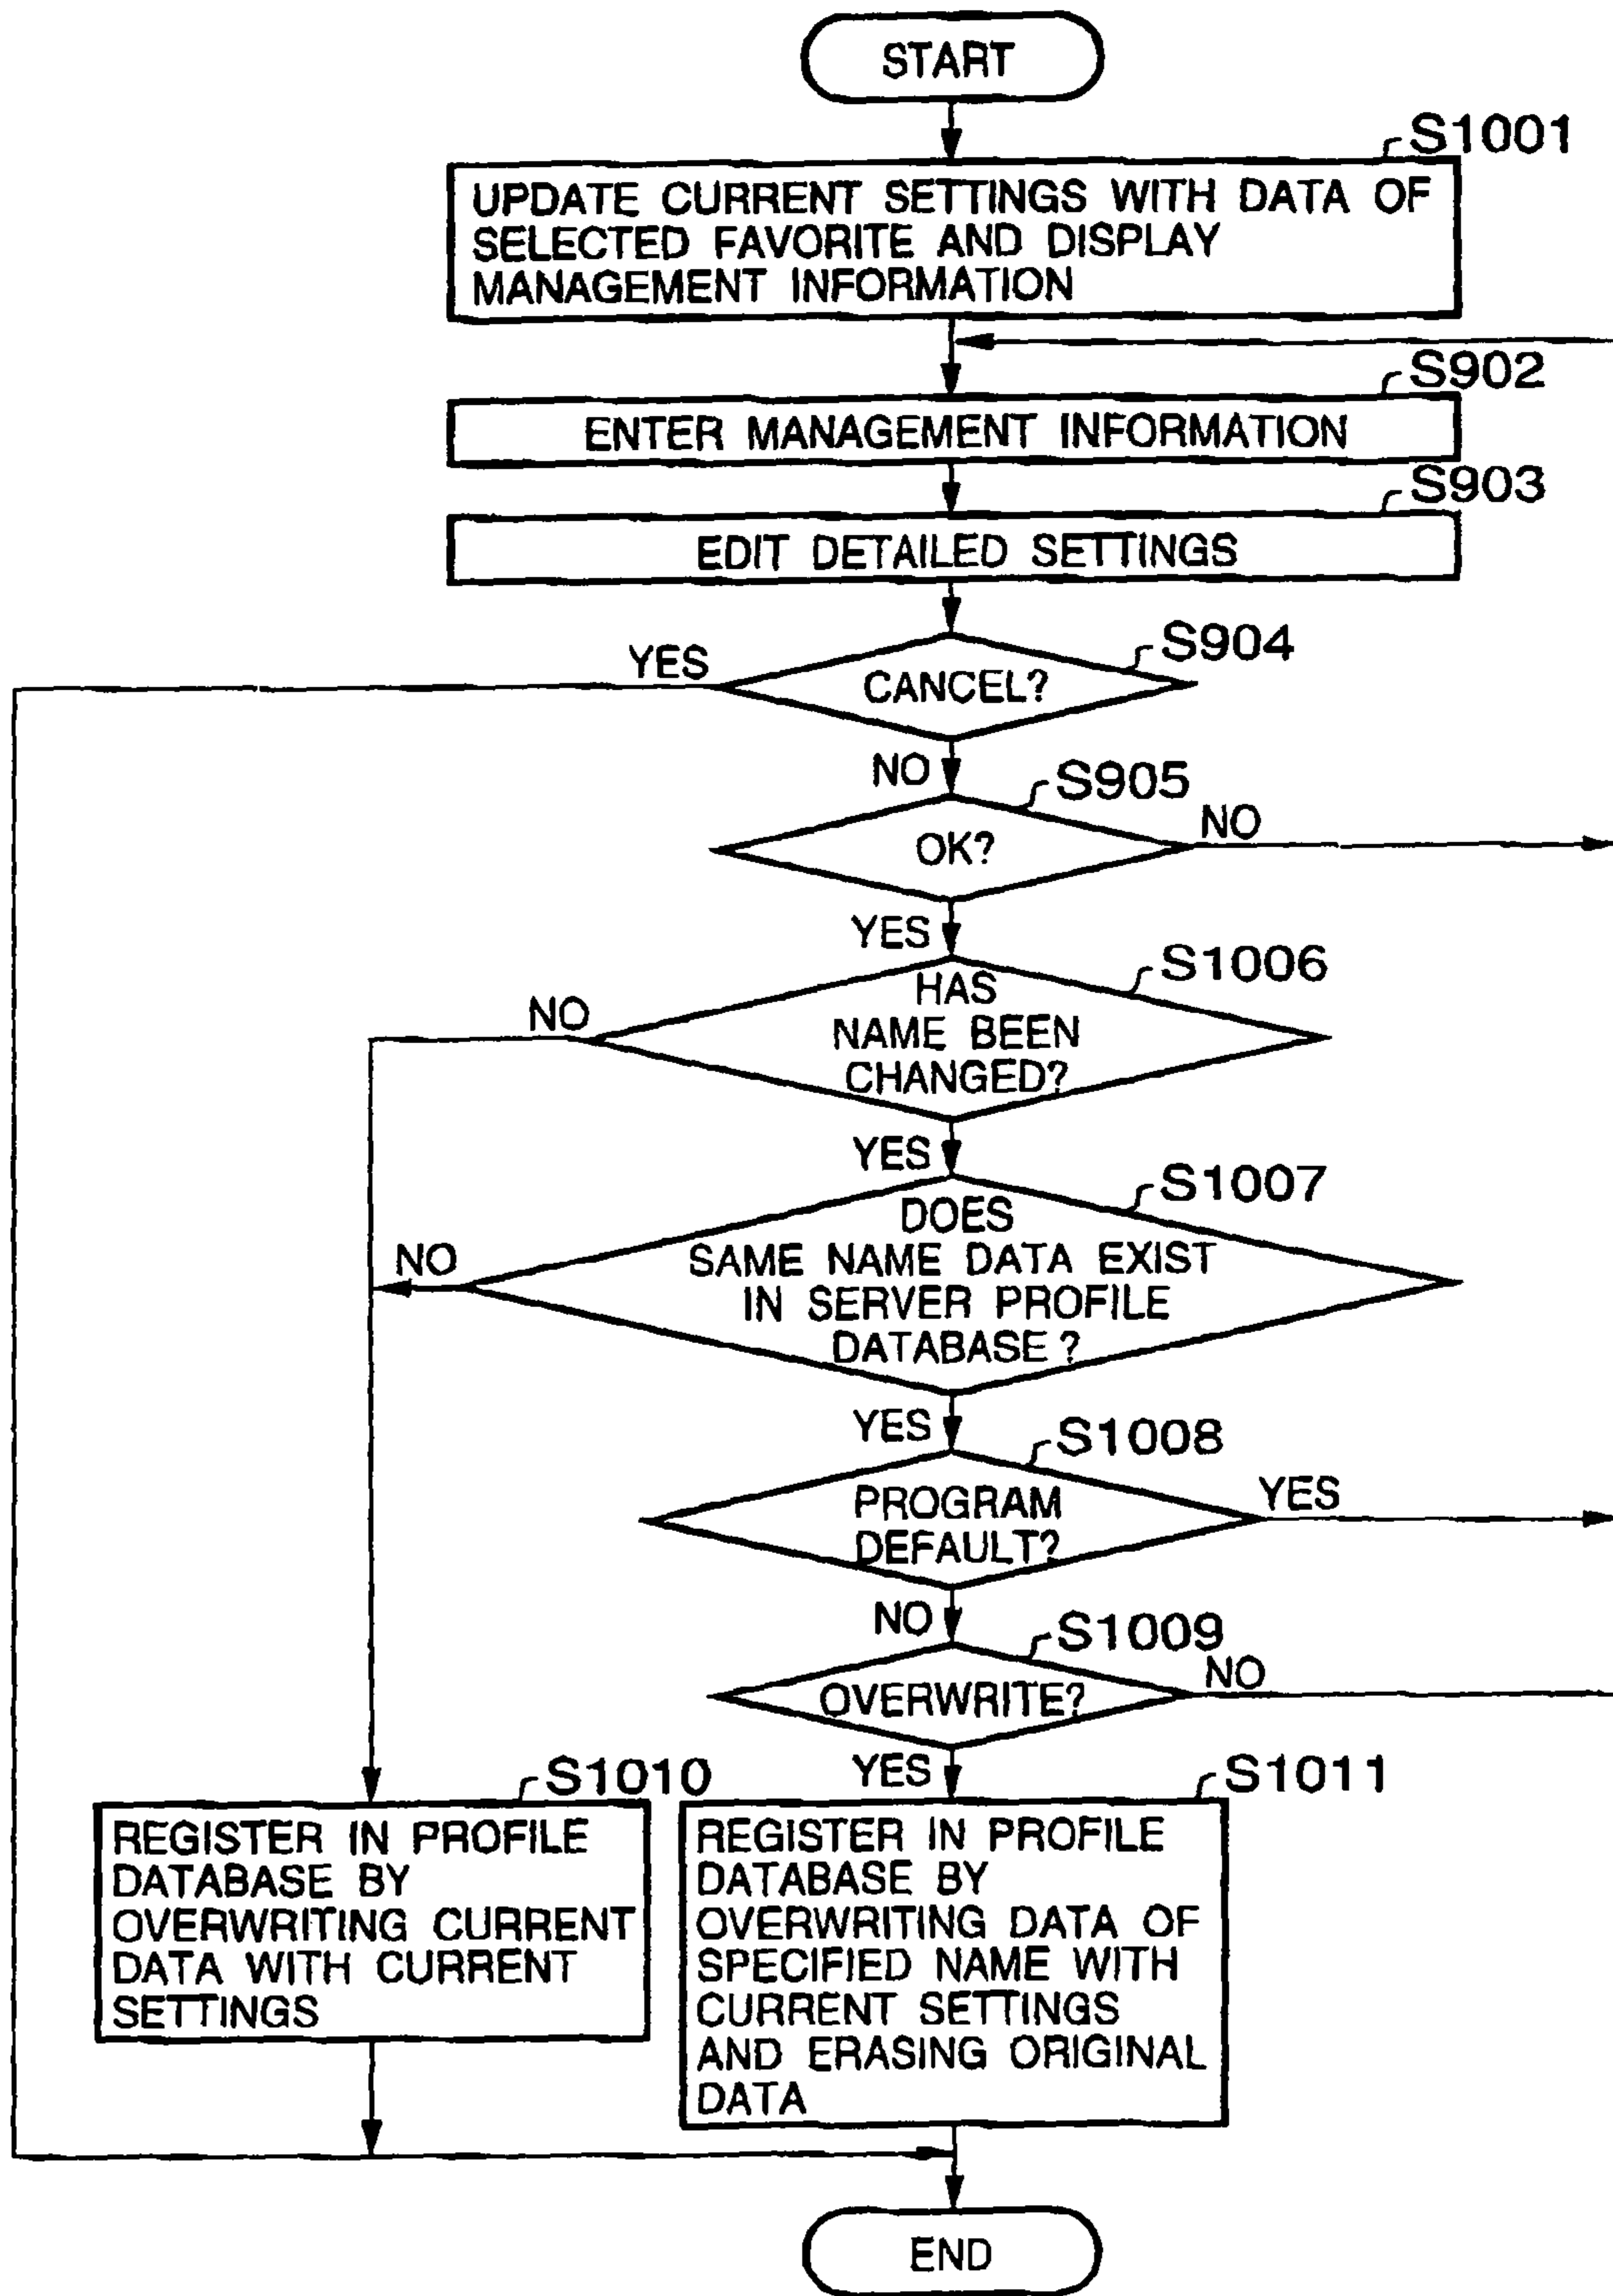 START
S1001
UPDATE CURRENT SETTINGS WITH DATA OF
SELECTED FAVORITE AND DISPLAY
MANAGEMENT INFORMATION
S902
ENTER MANAGEMENT INFORMATION
S903
EDIT DETAILED SETTINGS
S904
YES
CANCEL?
NO
S905
OK?
NO
YES
S1006
HAS
NAME BEEN
CHANGED?
NO
YES
S1007
DOES
SAME NAME DATA EXIST
IN SERVER PROFILE
DATABASE?
NO
YES
S1008
PROGRAM
DEFAULT?
YES
NO
S1009
OVERWRITE?
NO
YES
S1010
REGISTER IN PROFILE
DATABASE BY
OVERWRITING CURRENT
DATA WITH CURRENT
SETTINGS
S1011
REGISTER IN PROFILE
DATABASE BY
OVERWRITING DATA OF
SPECIFIED NAME WITH
CURRENT SETTINGS
AND ERASING ORIGINAL
DATA
END